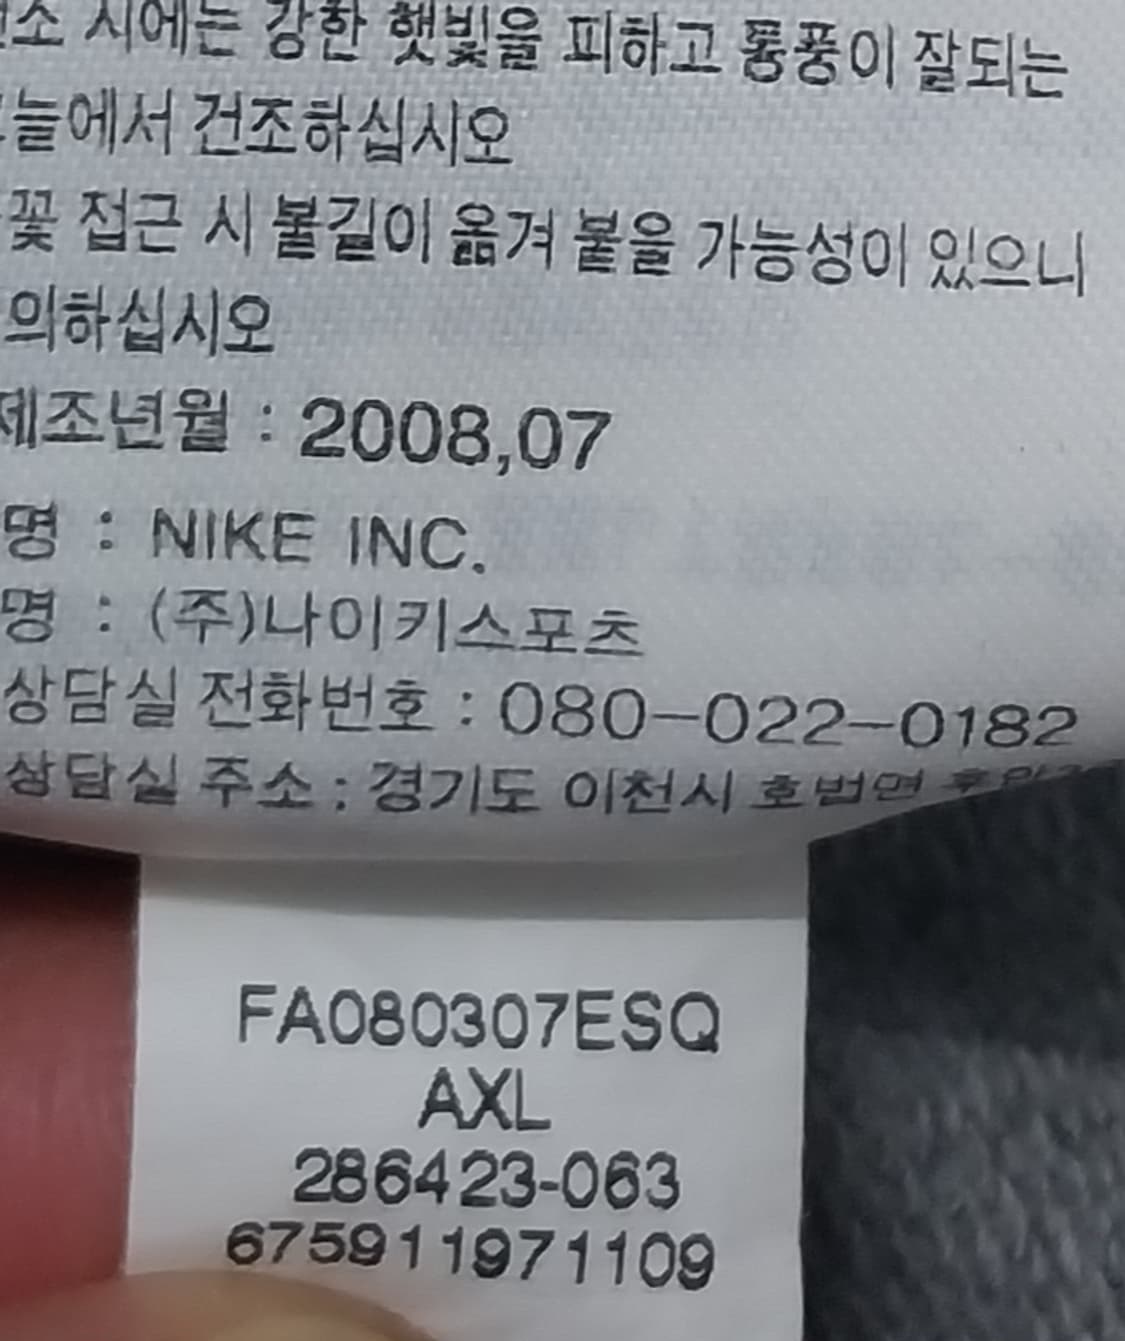 시에는 강한 햇빛을 피하고 통풍이 잘되는
늘에서 건조하십시오
꽃 접근 시 불길이 옮겨 붙을 가능성이 있으니
의하십시오
제조년월 : 2008,07
명 : NIKE INC.
명 : (주)나이키스포츠
상담실 전화번호 : 080-022-0182
상담실 주소 : 경기도 이천시 호법면
FA080307ESQ
AXL
286423-063
675911971109